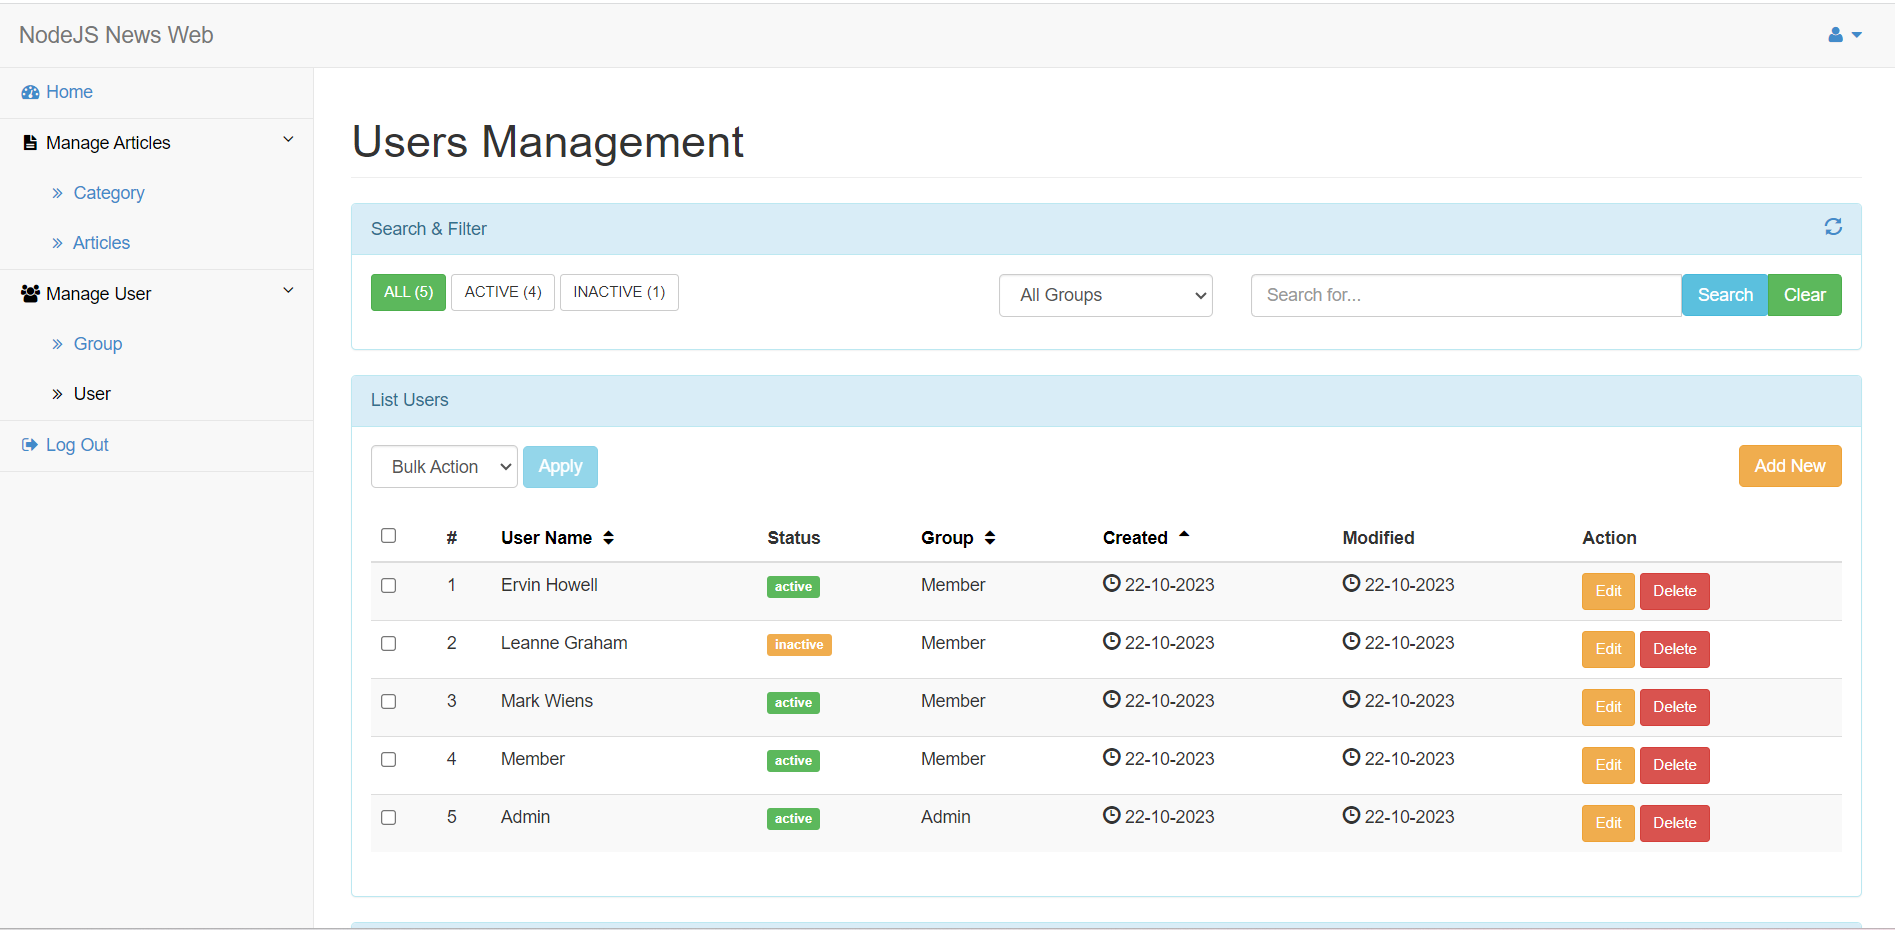 NodeJS News Web
Home
Manage Articles
Category
Articles
Manage User
Group
User
Log Out
Users Management
Search & Filter
ALL (5) ACTIVE (4) INACTIVE (1) All Groups Search for... Search Clear
List Users
Bulk Action Apply Add New
# User Name Status Group Created Modified Action
1 Ervin Howell active Member 22-10-2023 22-10-2023 Edit Delete
2 Leanne Graham inactive Member 22-10-2023 22-10-2023 Edit Delete
3 Mark Wiens active Member 22-10-2023 22-10-2023 Edit Delete
4 Member active Member 22-10-2023 22-10-2023 Edit Delete
5 Admin active Admin 22-10-2023 22-10-2023 Edit Delete